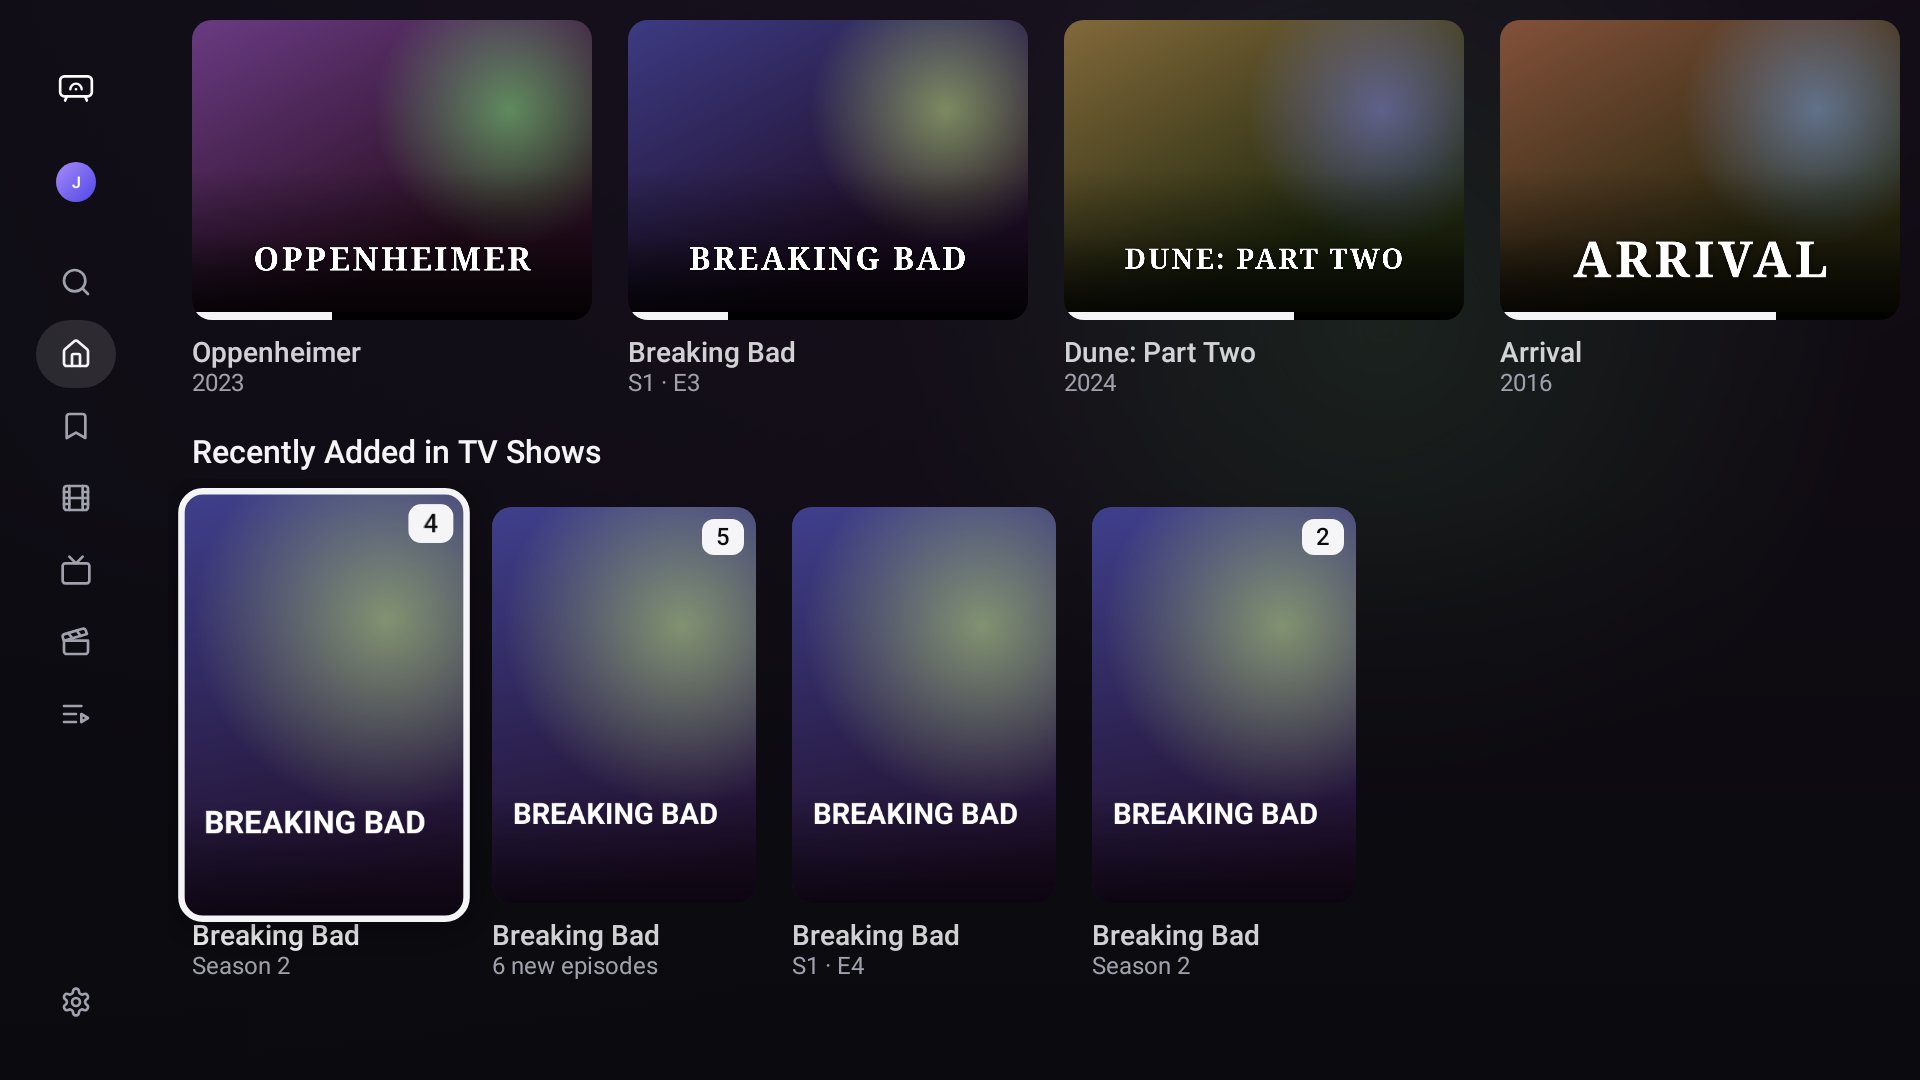 J
OPPENHEIMER
BREAKING BAD
DUNE: PART TWO
ARRIVAL
Oppenheimer
2023
Breaking Bad
S1 · E3
Dune: Part Two
2024
Arrival
2016
Recently Added in TV Shows
4
BREAKING BAD
5
BREAKING BAD
BREAKING BAD
2
BREAKING BAD
Breaking Bad
Season 2
Breaking Bad
6 new episodes
Breaking Bad
S1 · E4
Breaking Bad
Season 2